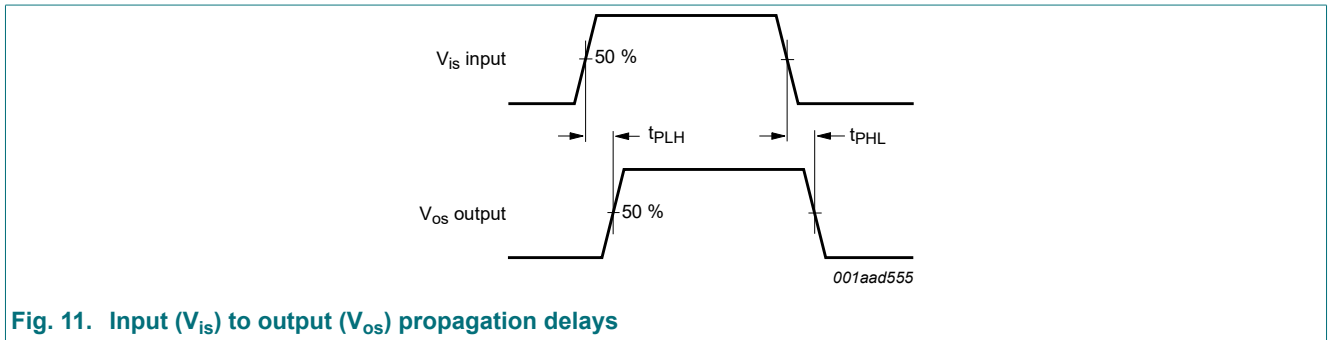 V_is input
50 %
t_PLH
t_PHL
V_os output
50 %
001aad555
Fig. 11. Input (V_is) to output (V_os) propagation delays